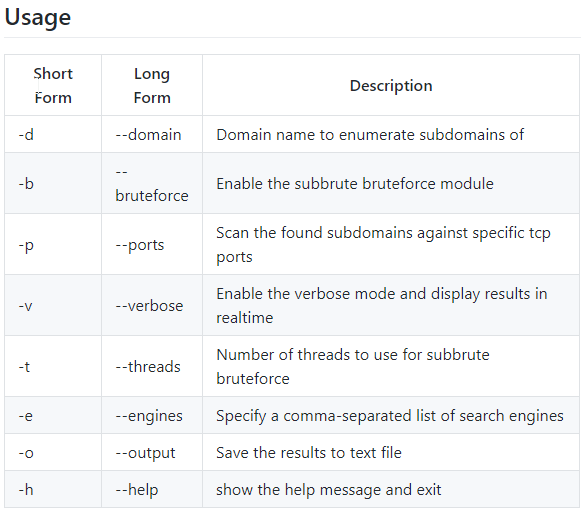 Usage
Short Form Long Form Description
-d --domain Domain name to enumerate subdomains of
-b --bruteforce Enable the subbrute bruteforce module
-p --ports Scan the found subdomains against specific tcp ports
-v --verbose Enable the verbose mode and display results in realtime
-t --threads Number of threads to use for subbrute bruteforce
-e --engines Specify a comma-separated list of search engines
-o --output Save the results to text file
-h --help show the help message and exit